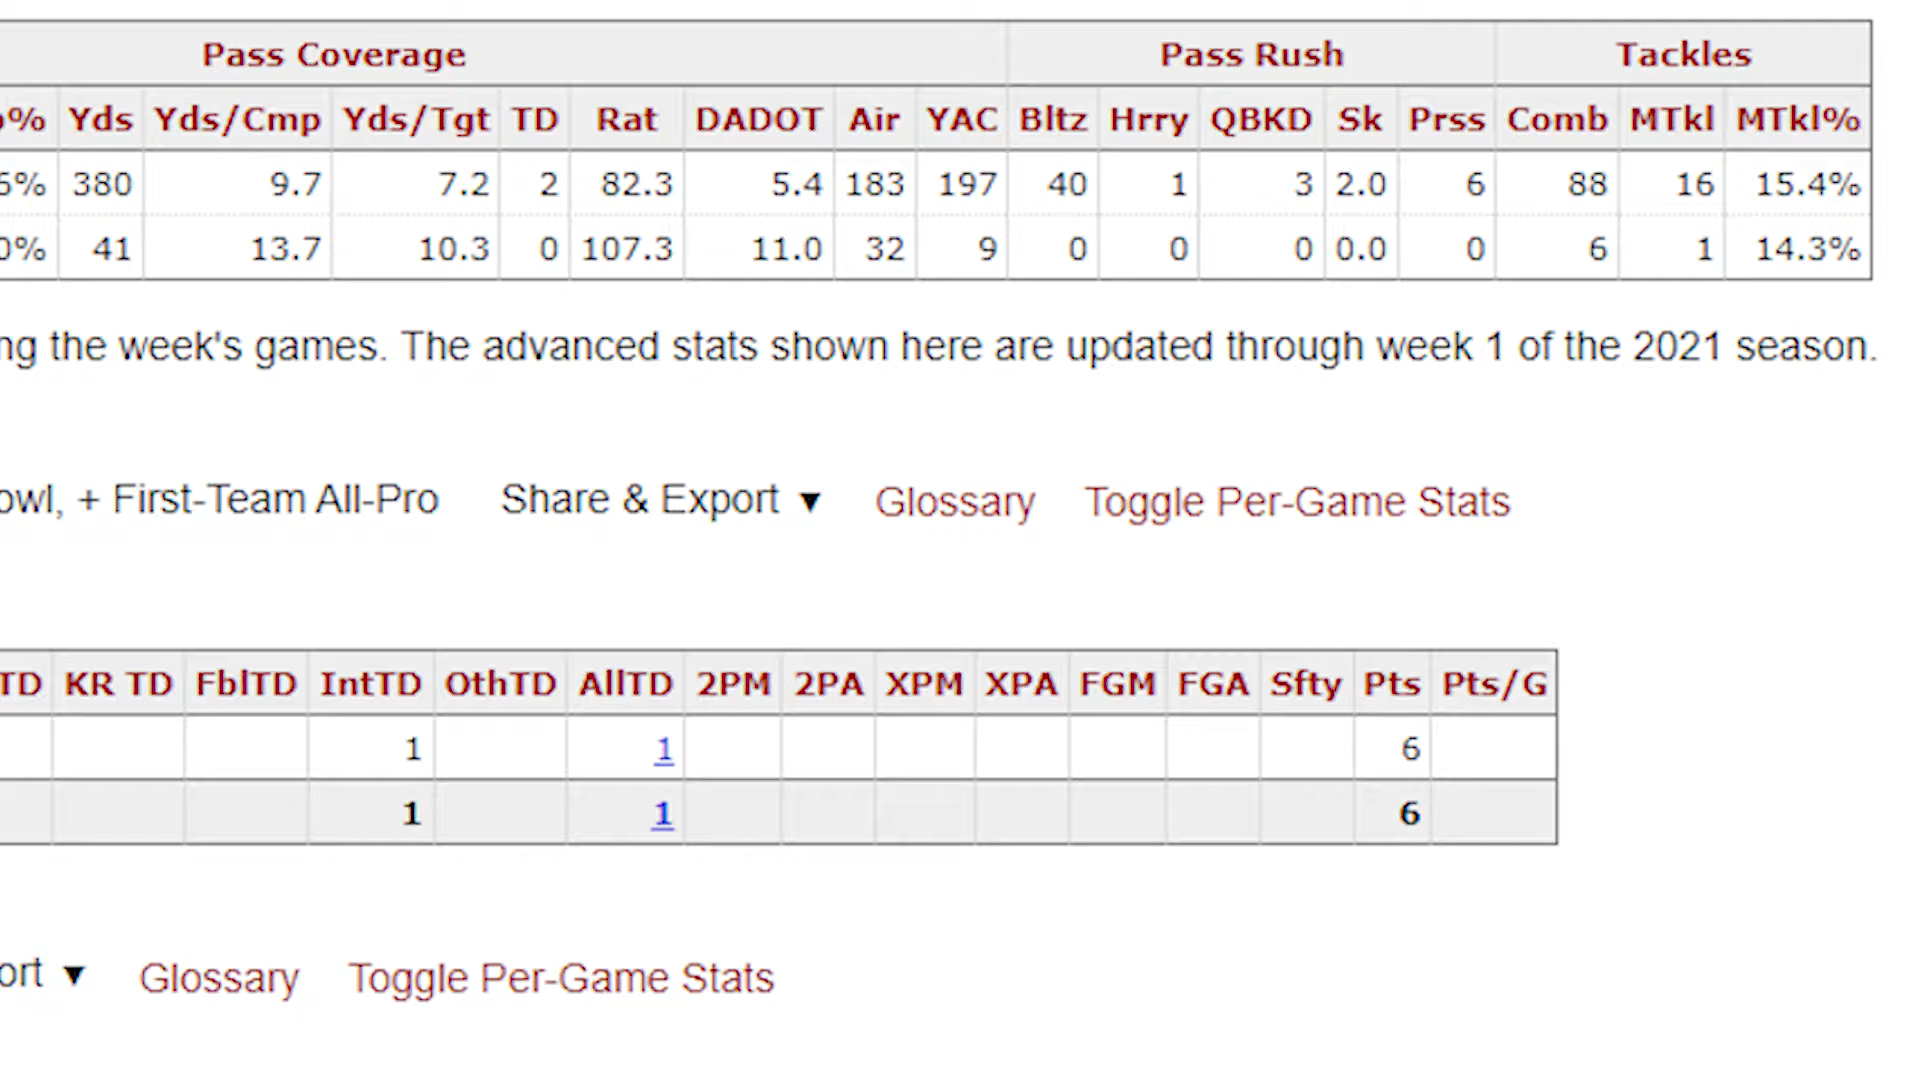 Pass Coverage Pass Rush Tackles
% Yds Yds/Cmp Yds/Tgt TD Rat DADOT Air YAC Bltz Hrry QBKD Sk Prss Comb MTkl MTkl%
% 380 9.7 7.2 2 82.3 5.4 183 197 40 1 3 2.0 6 88 16 15.4%
0% 41 13.7 10.3 0 107.3 11.0 32 9 0 0 0 0.0 0 6 1 14.3%
ng the week's games. The advanced stats shown here are updated through week 1 of the 2021 season.
owl, + First-Team All-Pro Share & Export ▼ Glossary Toggle Per-Game Stats
TD KR TD FblTD IntTD OthTD AllTD 2PM 2PA XPM XPA FGM FGA Sfty Pts Pts/G
1 1 6
1 1 6
ort ▼ Glossary Toggle Per-Game Stats